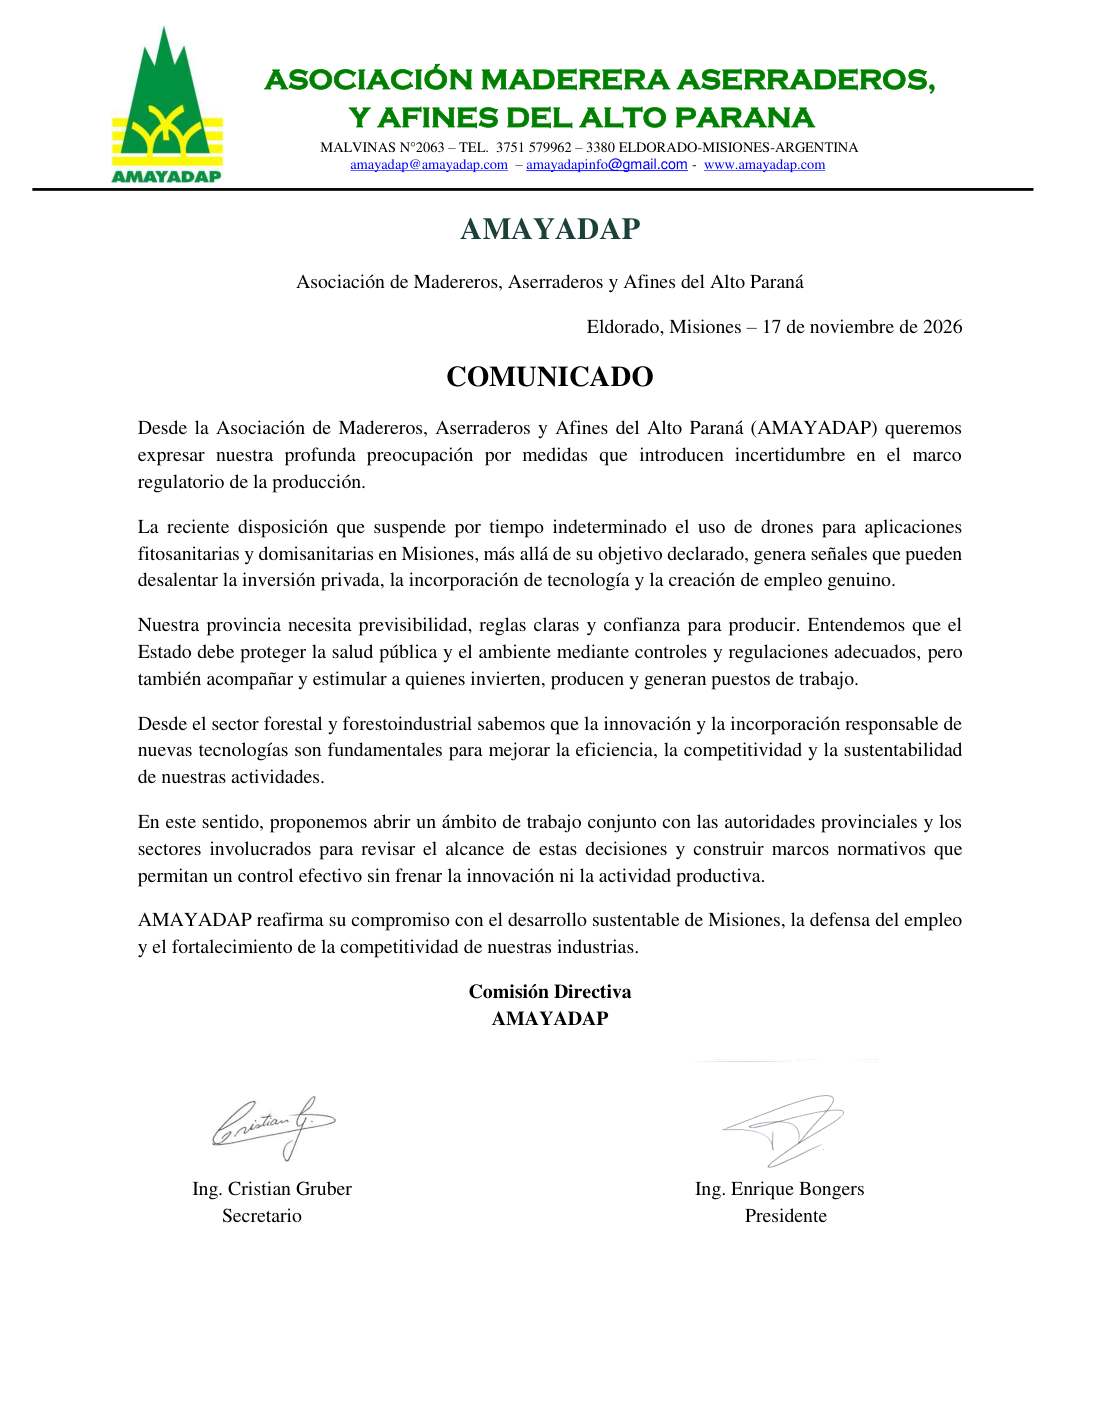 ASOCIACIÓN MADERERA ASERRADEROS,
Y AFINES DEL ALTO PARANA
MALVINAS N°2063 – TEL. 3751 579962 – 3380 ELDORADO-MISIONES-ARGENTINA
amayadap@amayadap.com – amayadapinfo@gmail.com - www.amayadap.com
AMAYADAP
AMAYADAP
Asociación de Madereros, Aserraderos y Afines del Alto Paraná
Eldorado, Misiones – 17 de noviembre de 2026
COMUNICADO
Desde la Asociación de Madereros, Aserraderos y Afines del Alto Paraná (AMAYADAP) queremos
expresar nuestra profunda preocupación por medidas que introducen incertidumbre en el marco
regulatorio de la producción.
La reciente disposición que suspende por tiempo indeterminado el uso de drones para aplicaciones
fitosanitarias y domisanitarias en Misiones, más allá de su objetivo declarado, genera señales que pueden
desalentar la inversión privada, la incorporación de tecnología y la creación de empleo genuino.
Nuestra provincia necesita previsibilidad, reglas claras y confianza para producir. Entendemos que el
Estado debe proteger la salud pública y el ambiente mediante controles y regulaciones adecuados, pero
también acompañar y estimular a quienes invierten, producen y generan puestos de trabajo.
Desde el sector forestal y forestoindustrial sabemos que la innovación y la incorporación responsable de
nuevas tecnologías son fundamentales para mejorar la eficiencia, la competitividad y la sustentabilidad
de nuestras actividades.
En este sentido, proponemos abrir un ámbito de trabajo conjunto con las autoridades provinciales y los
sectores involucrados para revisar el alcance de estas decisiones y construir marcos normativos que
permitan un control efectivo sin frenar la innovación ni la actividad productiva.
AMAYADAP reafirma su compromiso con el desarrollo sustentable de Misiones, la defensa del empleo
y el fortalecimiento de la competitividad de nuestras industrias.
Comisión Directiva
AMAYADAP
Cristian G.
Ing. Cristian Gruber
Secretario
Ing. Enrique Bongers
Presidente